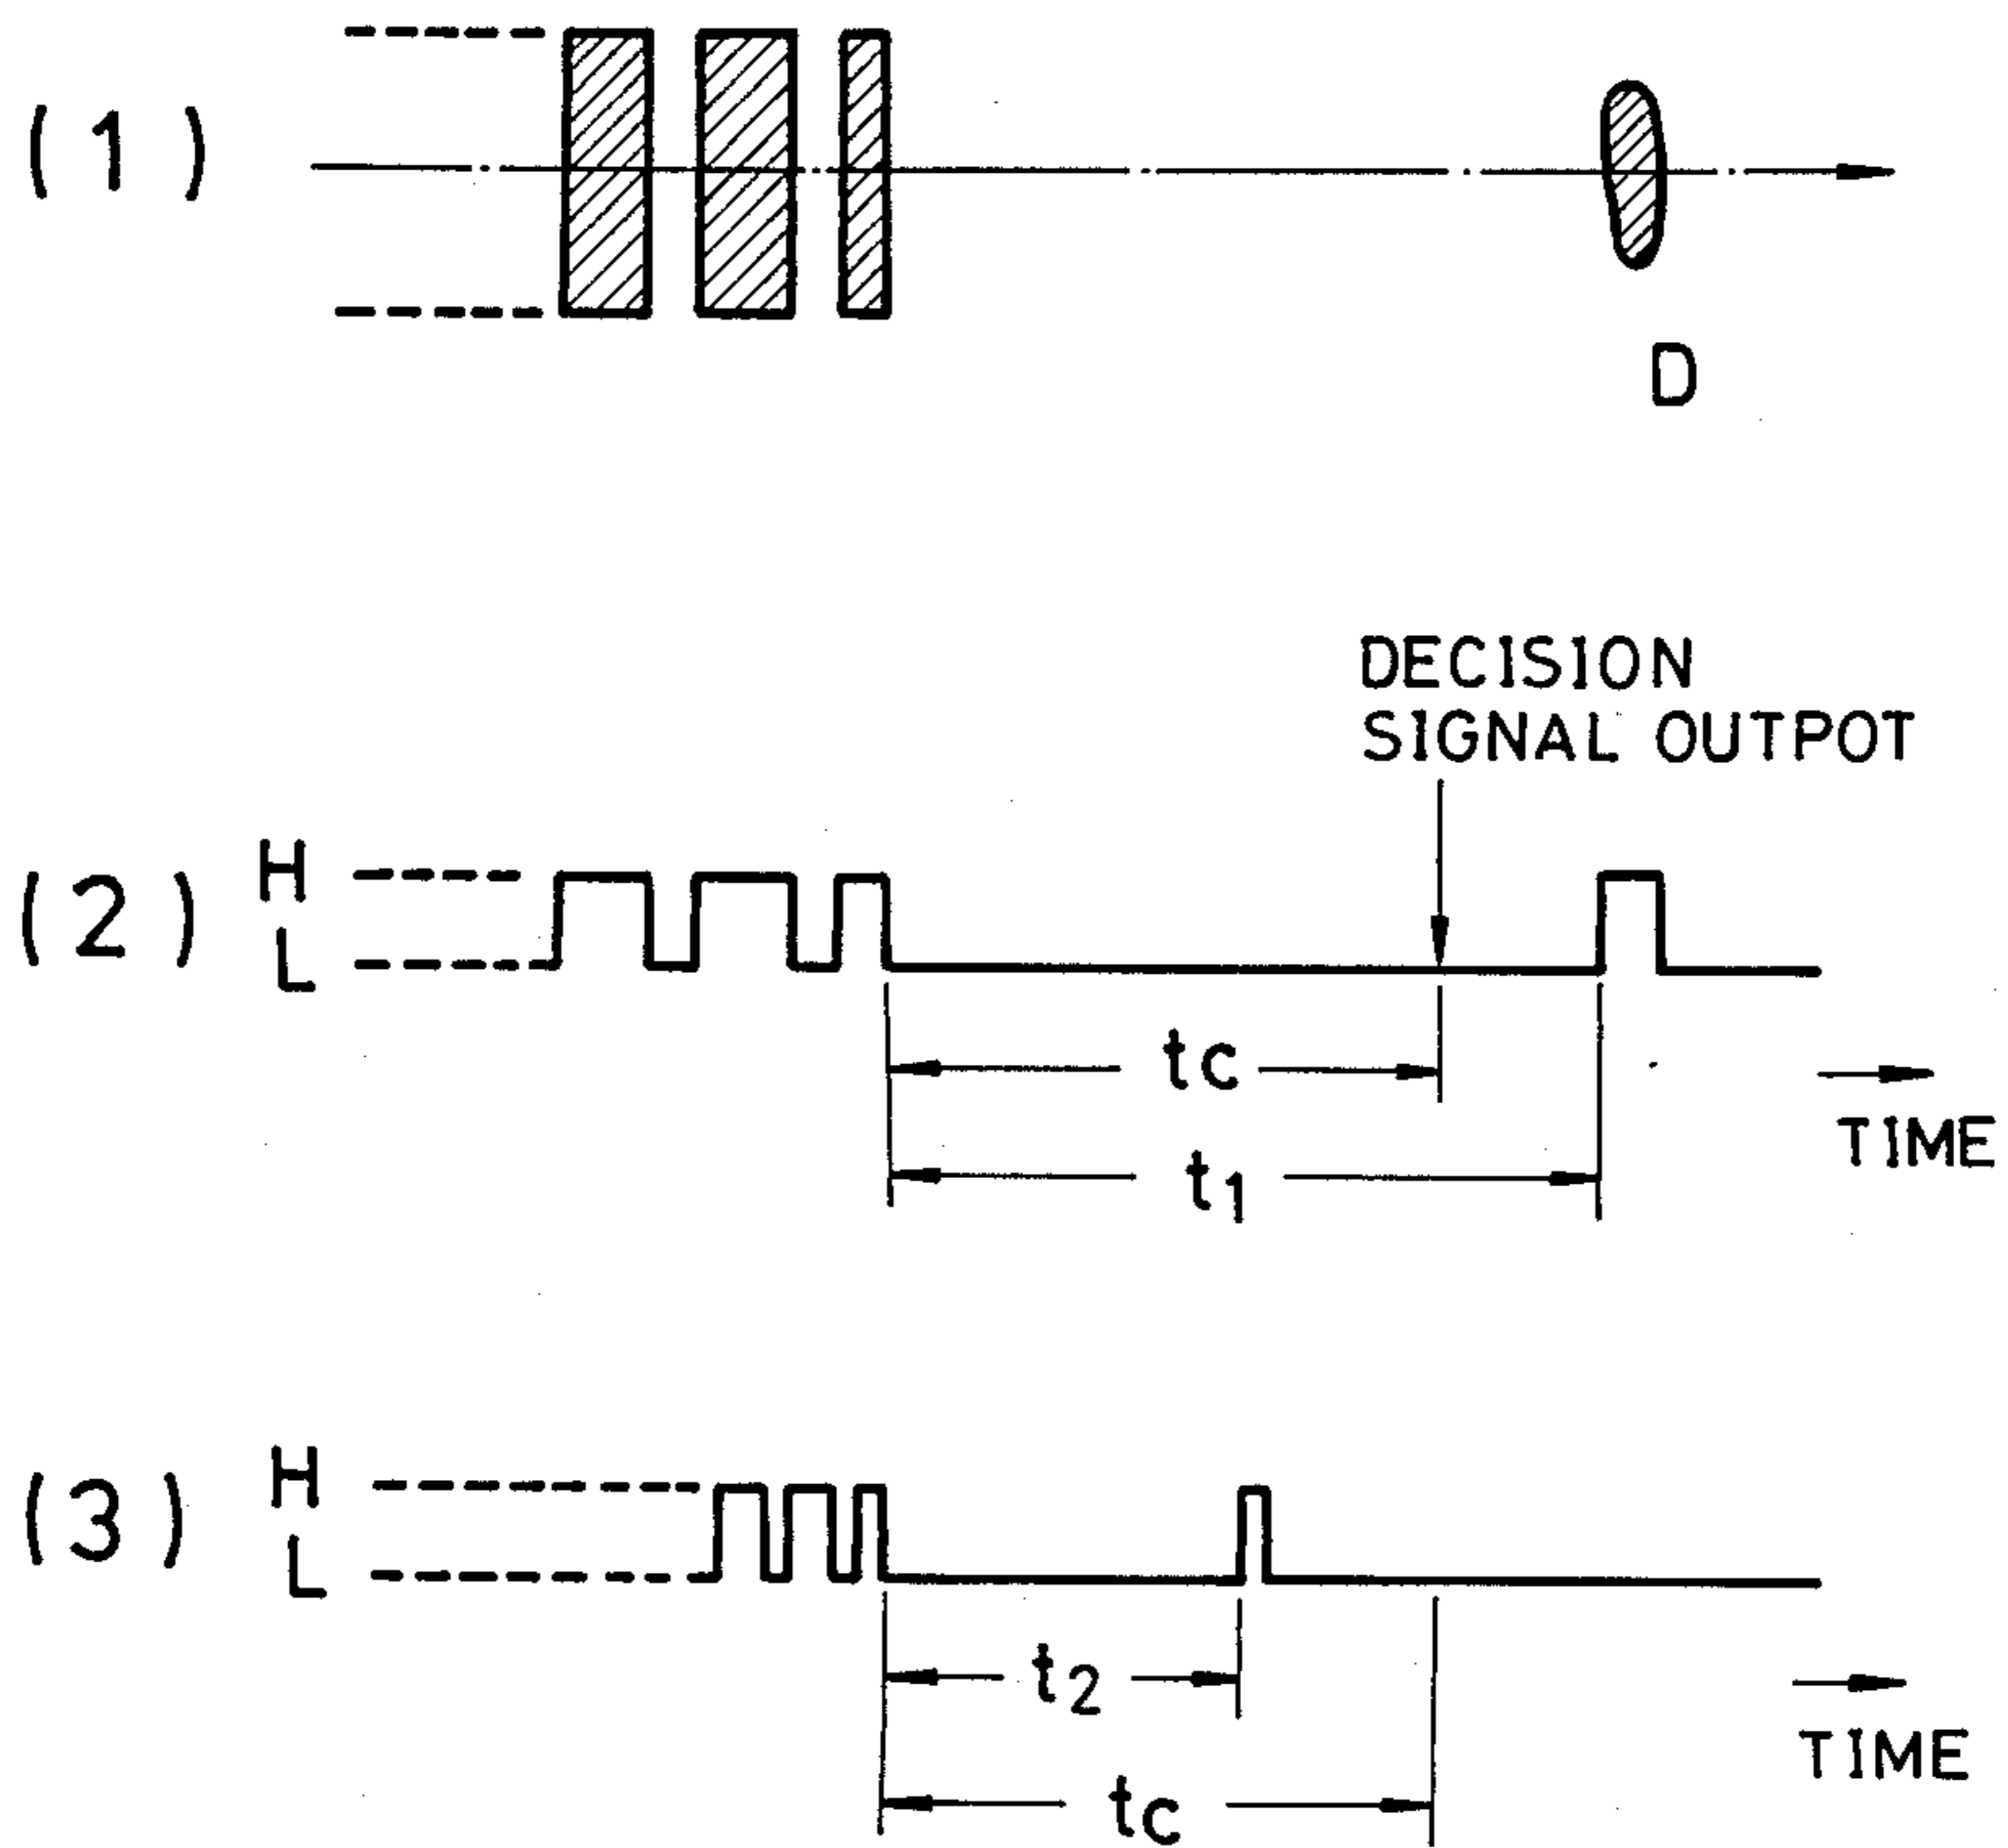 (1)
D
DECISION
SIGNAL OUTPOT
(2)
H
L
tc
TIME
t1
(3)
H
L
t2
TIME
tc